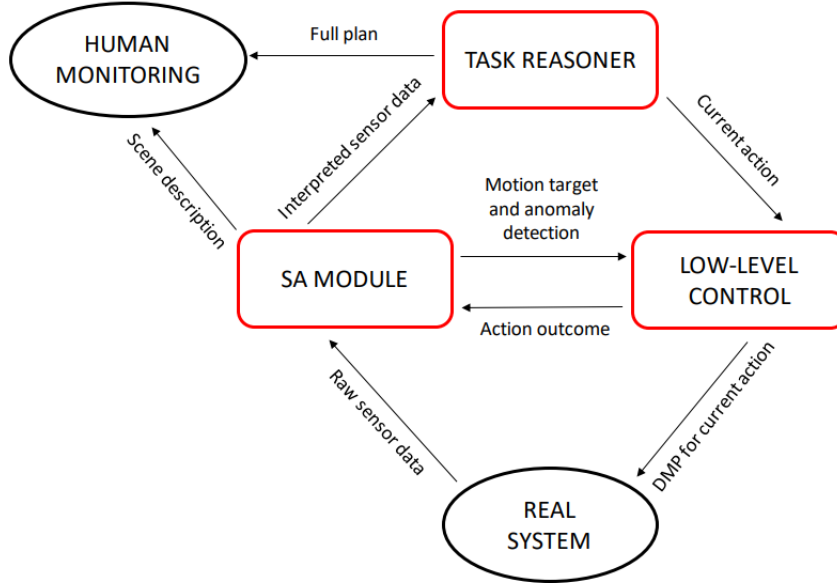 HUMAN
MONITORING
Full plan
TASK REASONER
Scene description
Interpreted sensor data
Current action
Motion target
and anomaly
detection
SA MODULE
LOW-LEVEL
CONTROL
Action outcome
Raw sensor data
DMP for current action
REAL
SYSTEM